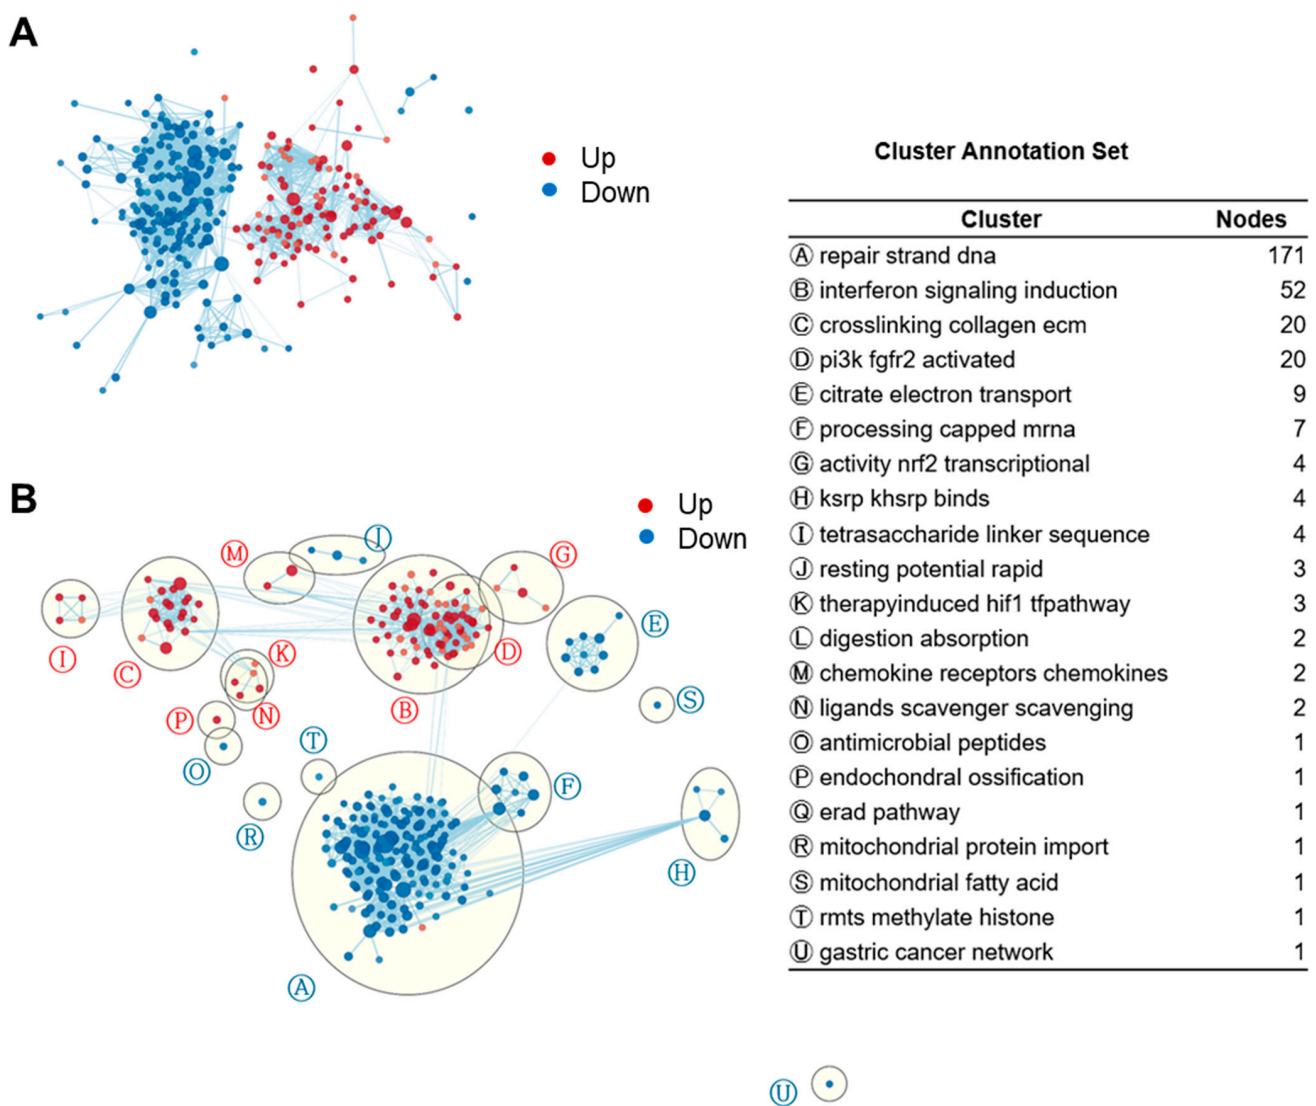 A
Up
Down
B
Up
Down
M
J
G
I
C
K
D
E
B
N
P
S
O
T
R
F
H
A
U
Cluster Annotation Set
Cluster Nodes
Ⓐ repair strand dna 171
Ⓑ interferon signaling induction 52
Ⓒ crosslinking collagen ecm 20
Ⓓ pi3k fgfr2 activated 20
Ⓔ citrate electron transport 9
Ⓕ processing capped mrna 7
Ⓖ activity nrf2 transcriptional 4
Ⓗ ksrp khsrp binds 4
Ⓘ tetrasaccharide linker sequence 4
Ⓙ resting potential rapid 3
Ⓚ therapyinduced hif1 tfpathway 3
Ⓛ digestion absorption 2
Ⓜ chemokine receptors chemokines 2
Ⓝ ligands scavenger scavenging 2
Ⓞ antimicrobial peptides 1
Ⓟ endochondral ossification 1
Ⓠ erad pathway 1
Ⓡ mitochondrial protein import 1
Ⓢ mitochondrial fatty acid 1
Ⓣ rmts methylate histone 1
Ⓤ gastric cancer network 1